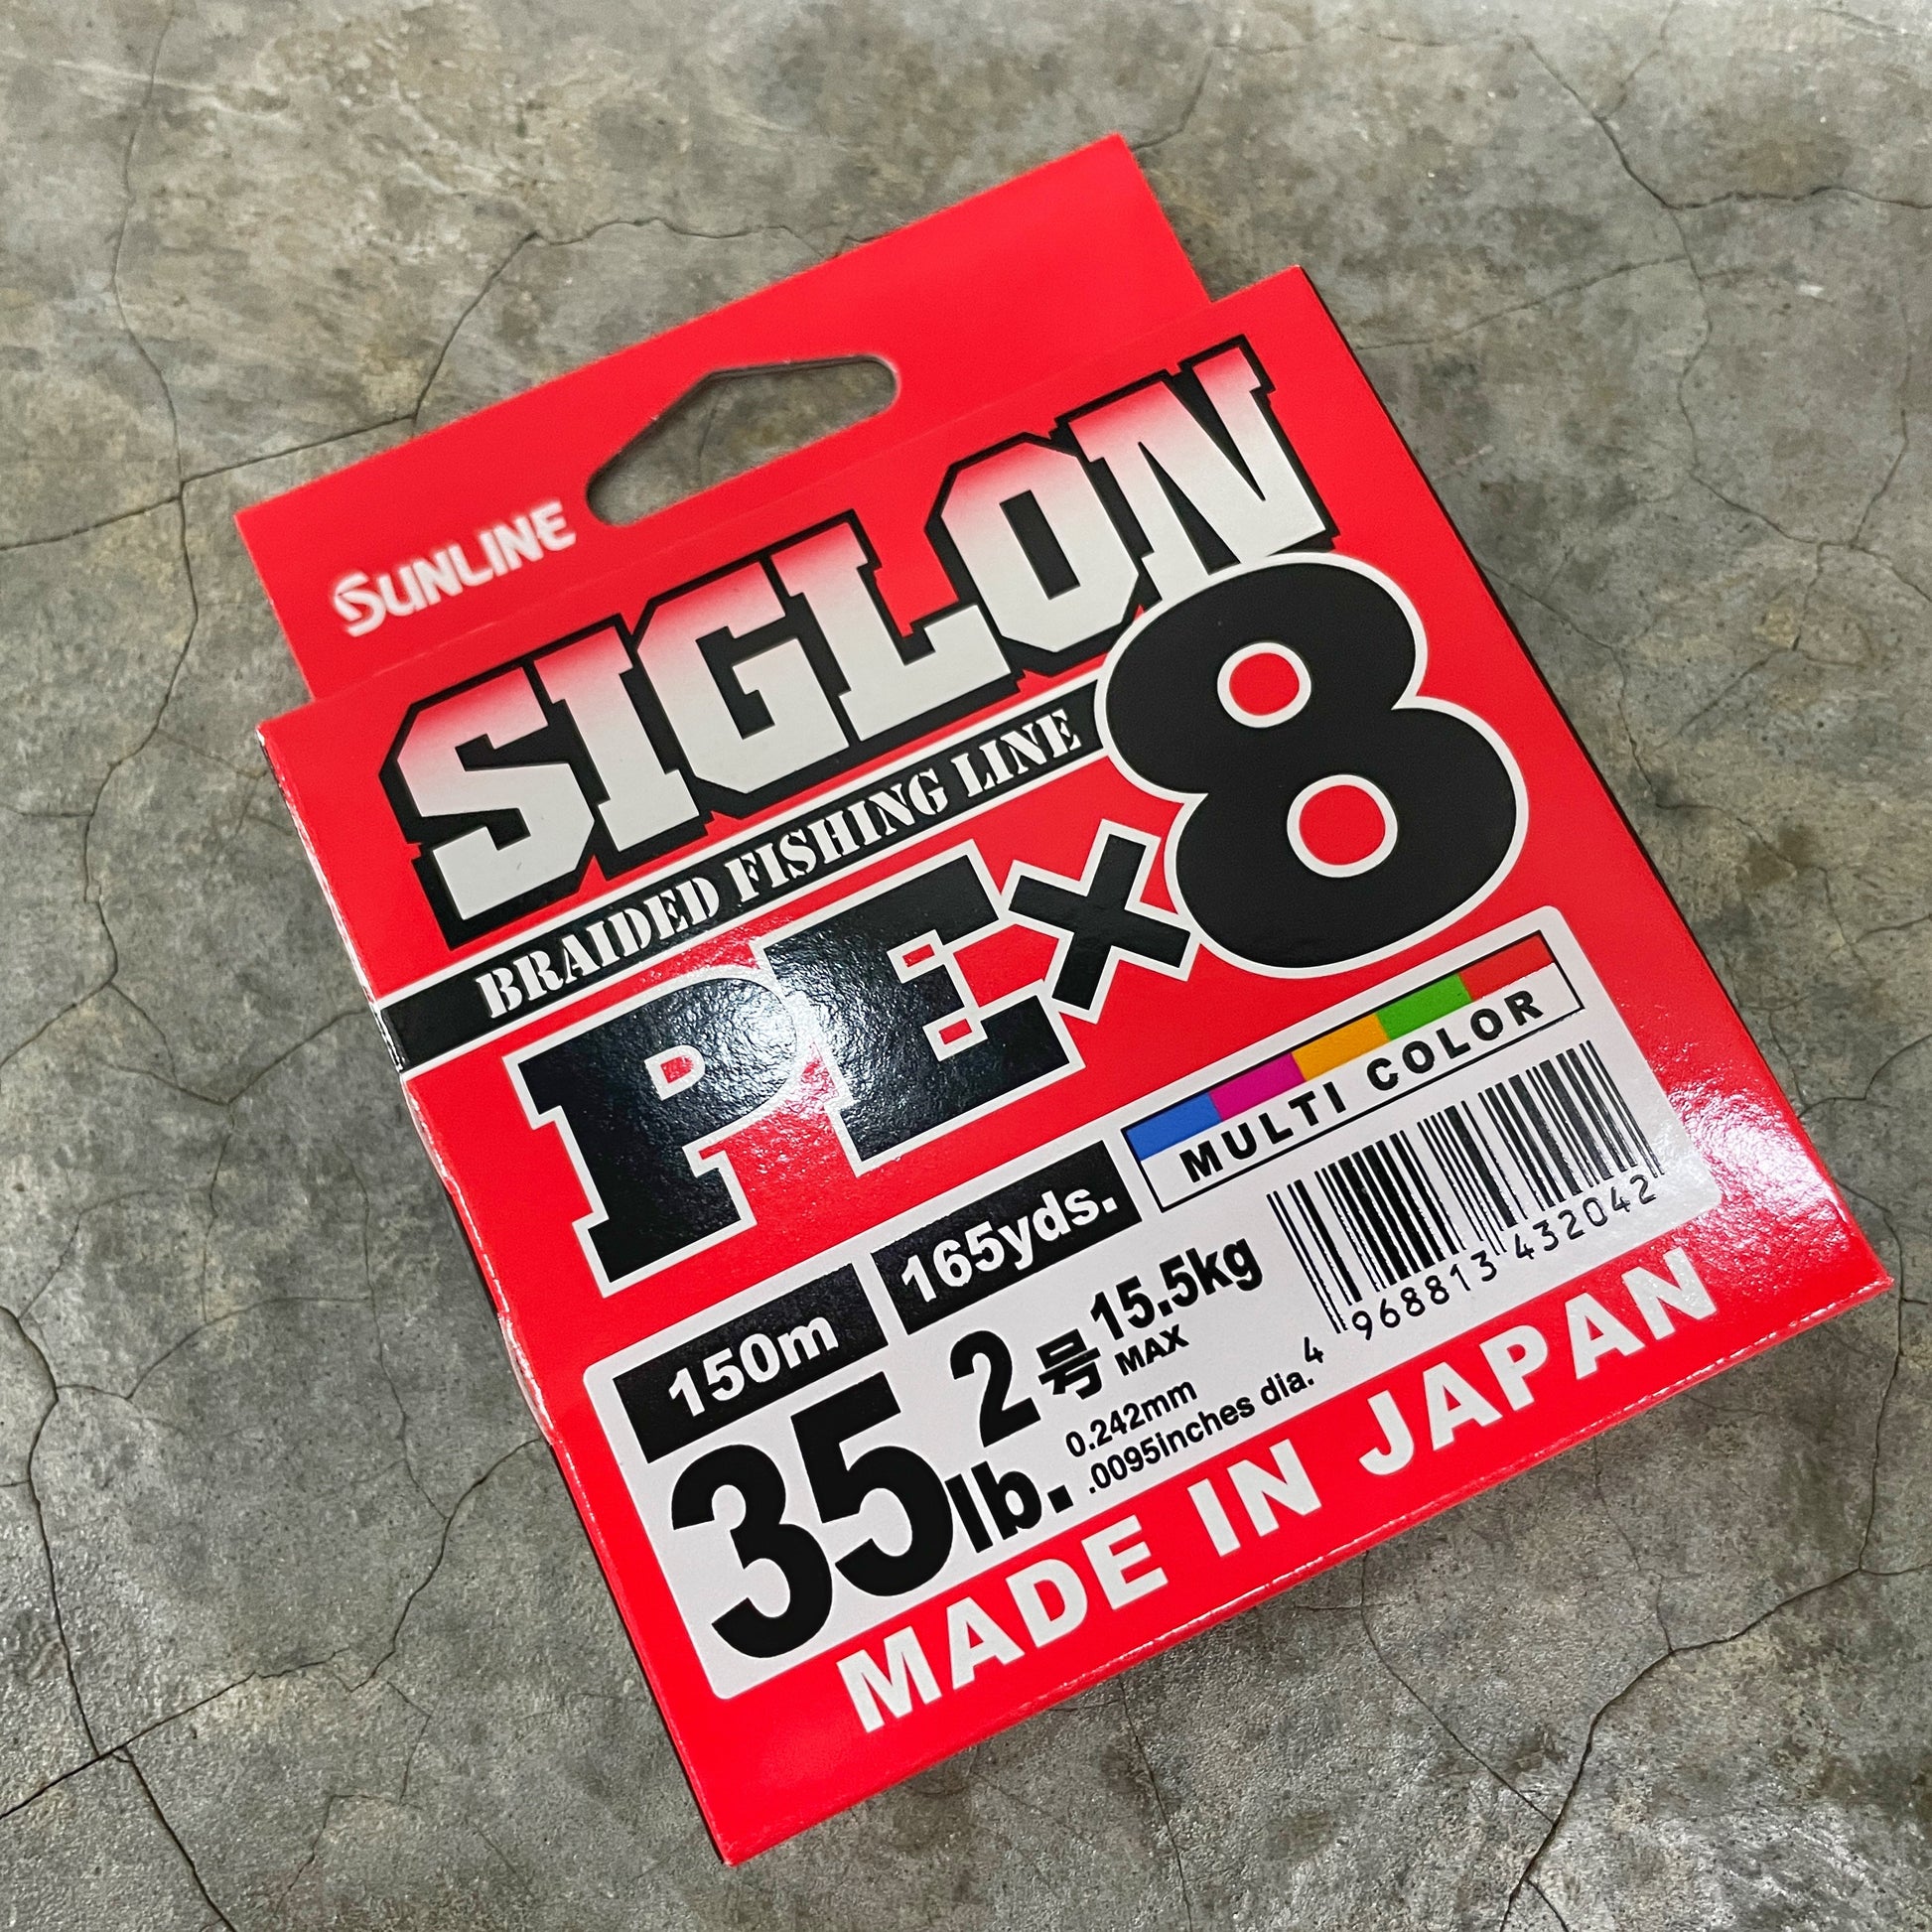 SUNLINE
SIGLON
BRAIDED FISHING LINE
PE×8
MULTI COLOR
150m 165yds.
2号 15.5kg
MAX
35lb. 0.242mm
.0095inches dia.
4 968813 432042
MADE IN JAPAN